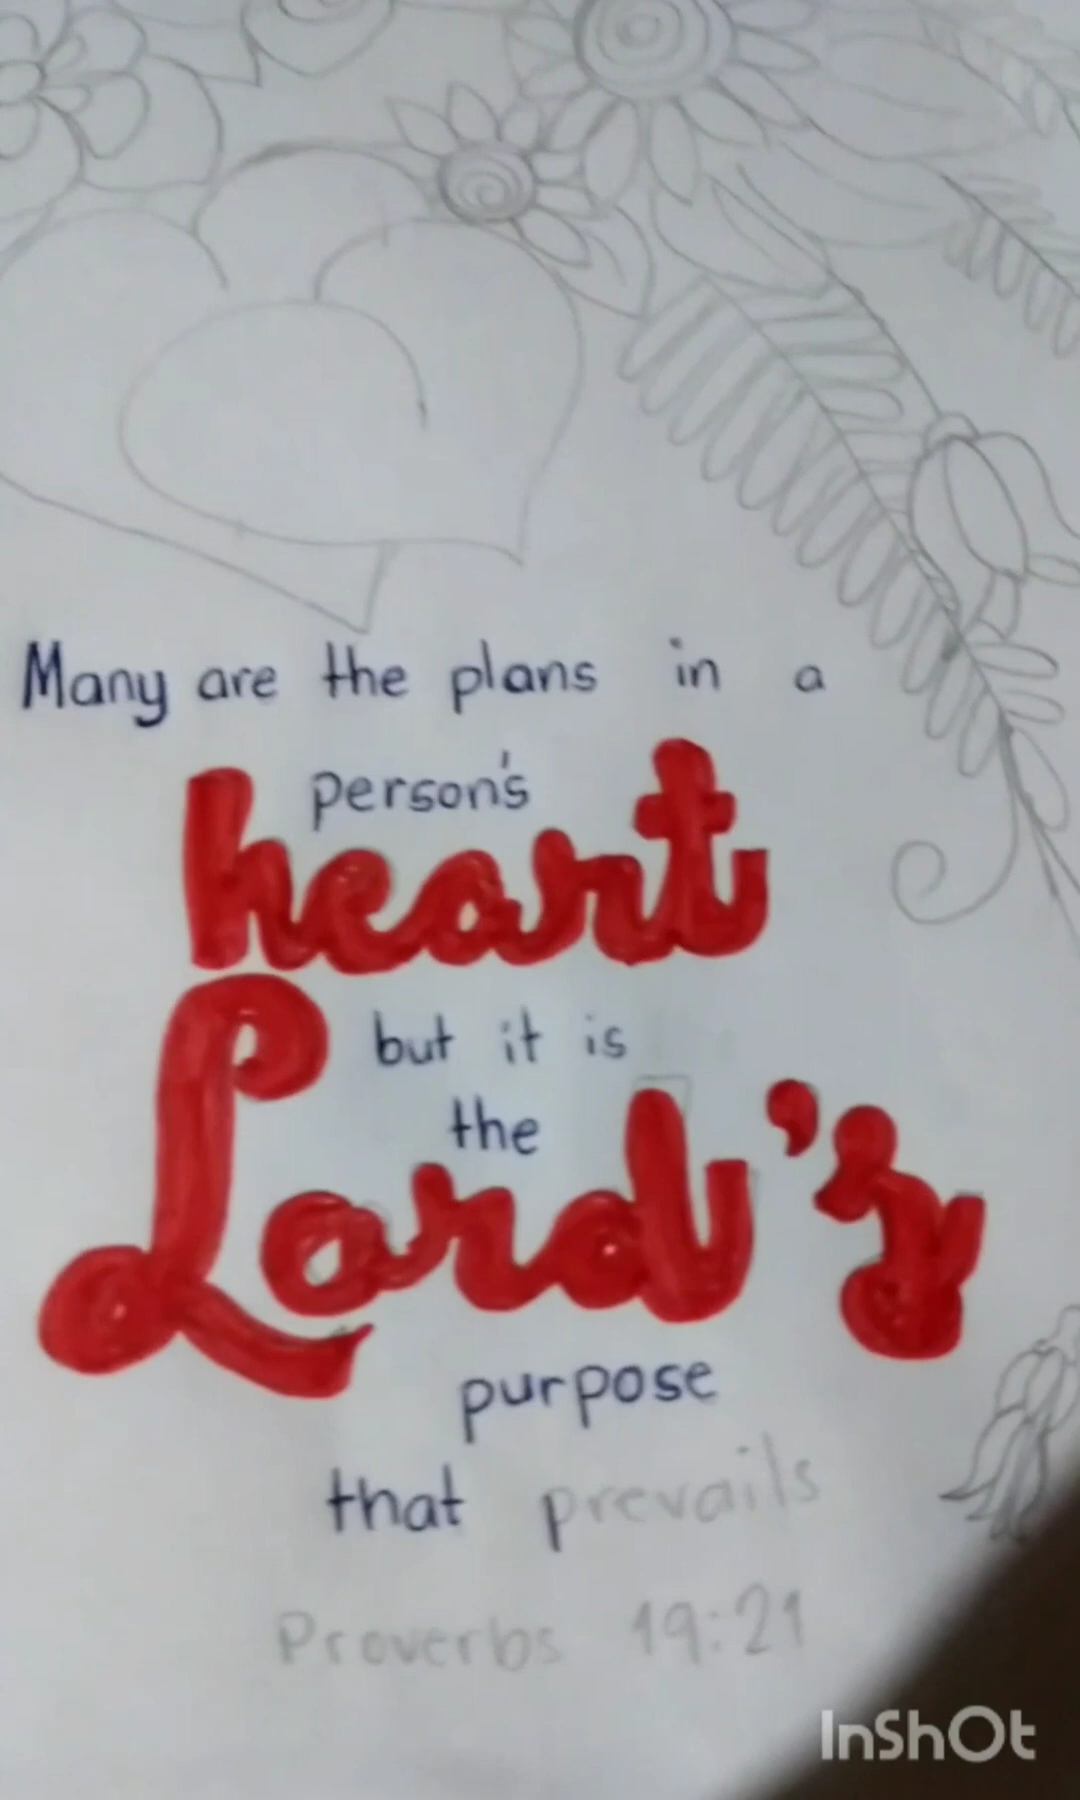 Many are the plans in a
person's
heart
but it is
the
Lord's
purpose
that prevails
Proverbs 19:21
InShOt